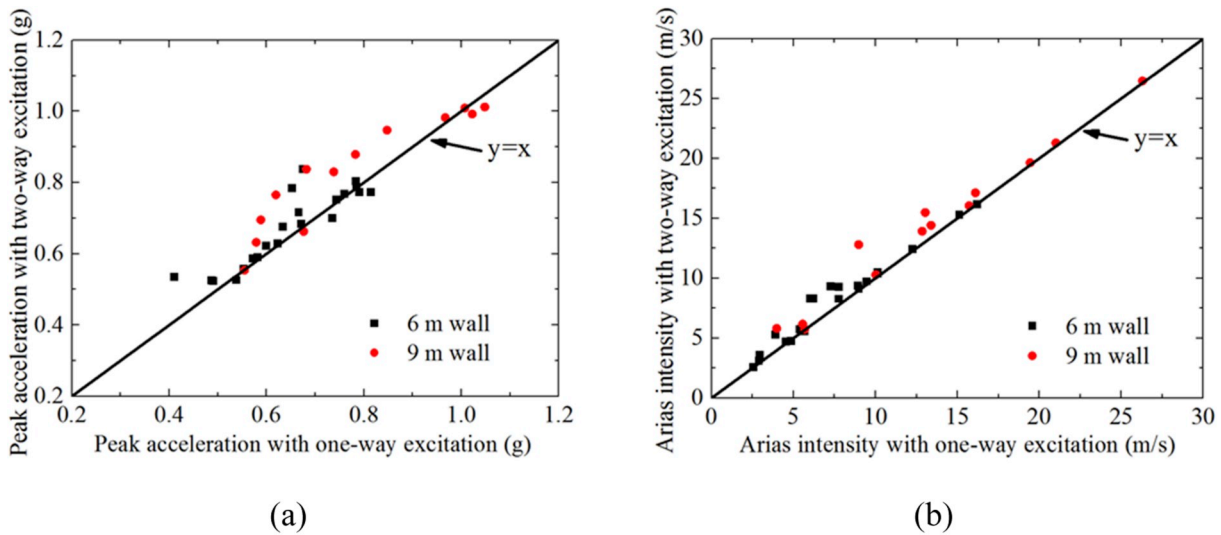 Peak acceleration with two-way excitation (g)
1.2
1.0
0.8
0.6
0.4
0.2
0.2 0.4 0.6 0.8 1.0 1.2
y=x
6 m wall
9 m wall
Peak acceleration with one-way excitation (g)
(a)
Arias intensity with two-way excitation (m/s)
30
25
20
15
10
5
0
0 5 10 15 20 25 30
y=x
6 m wall
9 m wall
Arias intensity with one-way excitation (m/s)
(b)